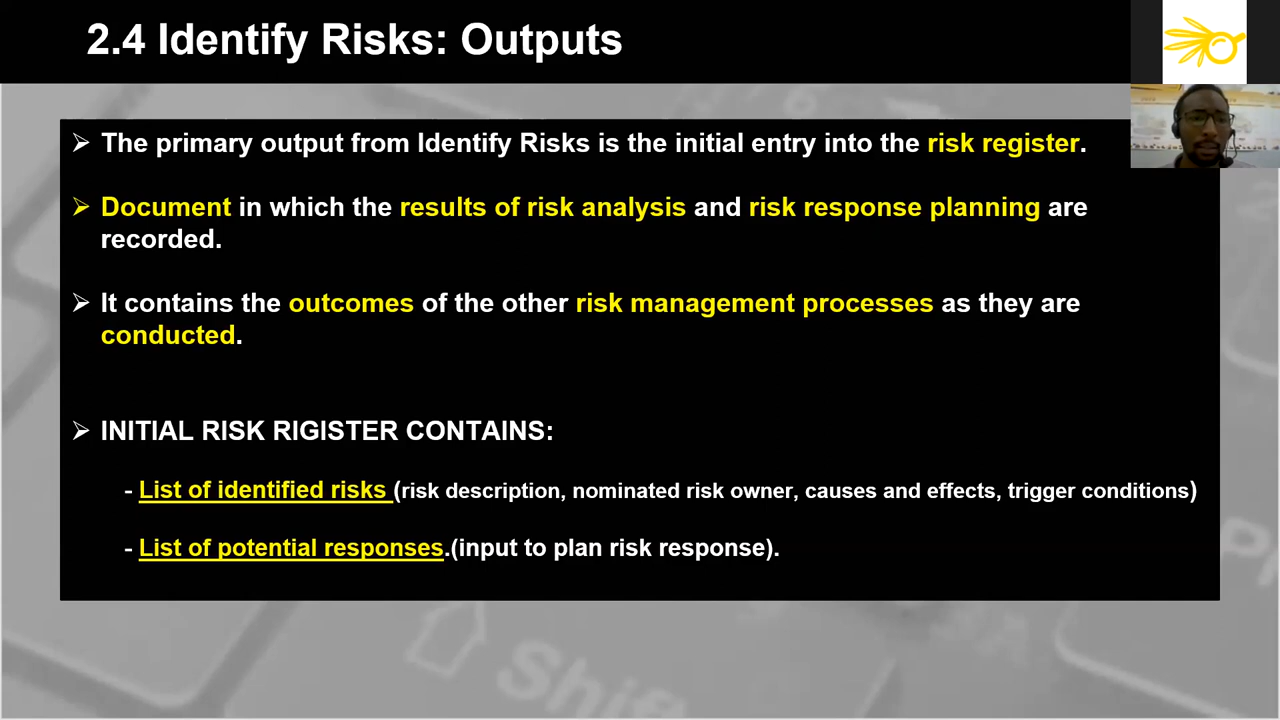 2.4 Identify Risks: Outputs
➢ The primary output from Identify Risks is the initial entry into the risk register.
➢ Document in which the results of risk analysis and risk response planning are
recorded.
➢ It contains the outcomes of the other risk management processes as they are
conducted.
➢ INITIAL RISK RIGISTER CONTAINS:
- List of identified risks (risk description, nominated risk owner, causes and effects, trigger conditions)
- List of potential responses.(input to plan risk response).
Shift